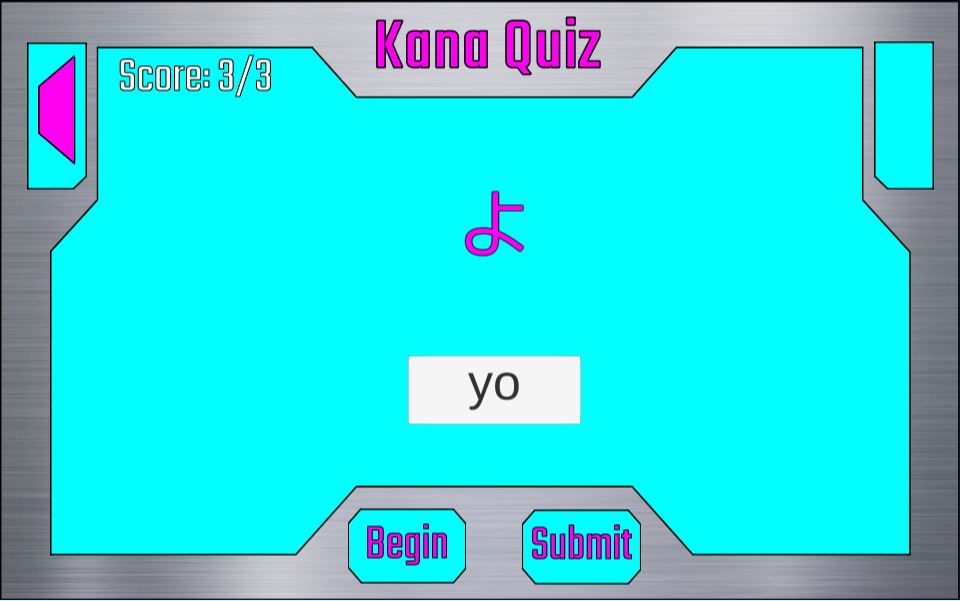 Kana Quiz
Score: 3/3
よ
yo
Begin
Submit